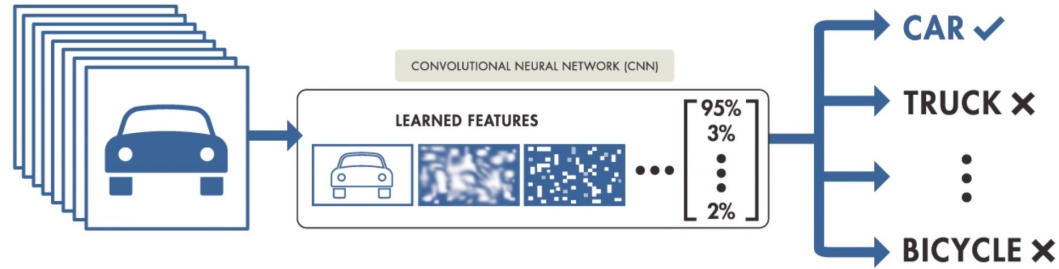 CONVOLUTIONAL NEURAL NETWORK (CNN)
LEARNED FEATURES
95%
3%
2%
CAR
TRUCK
BICYCLE